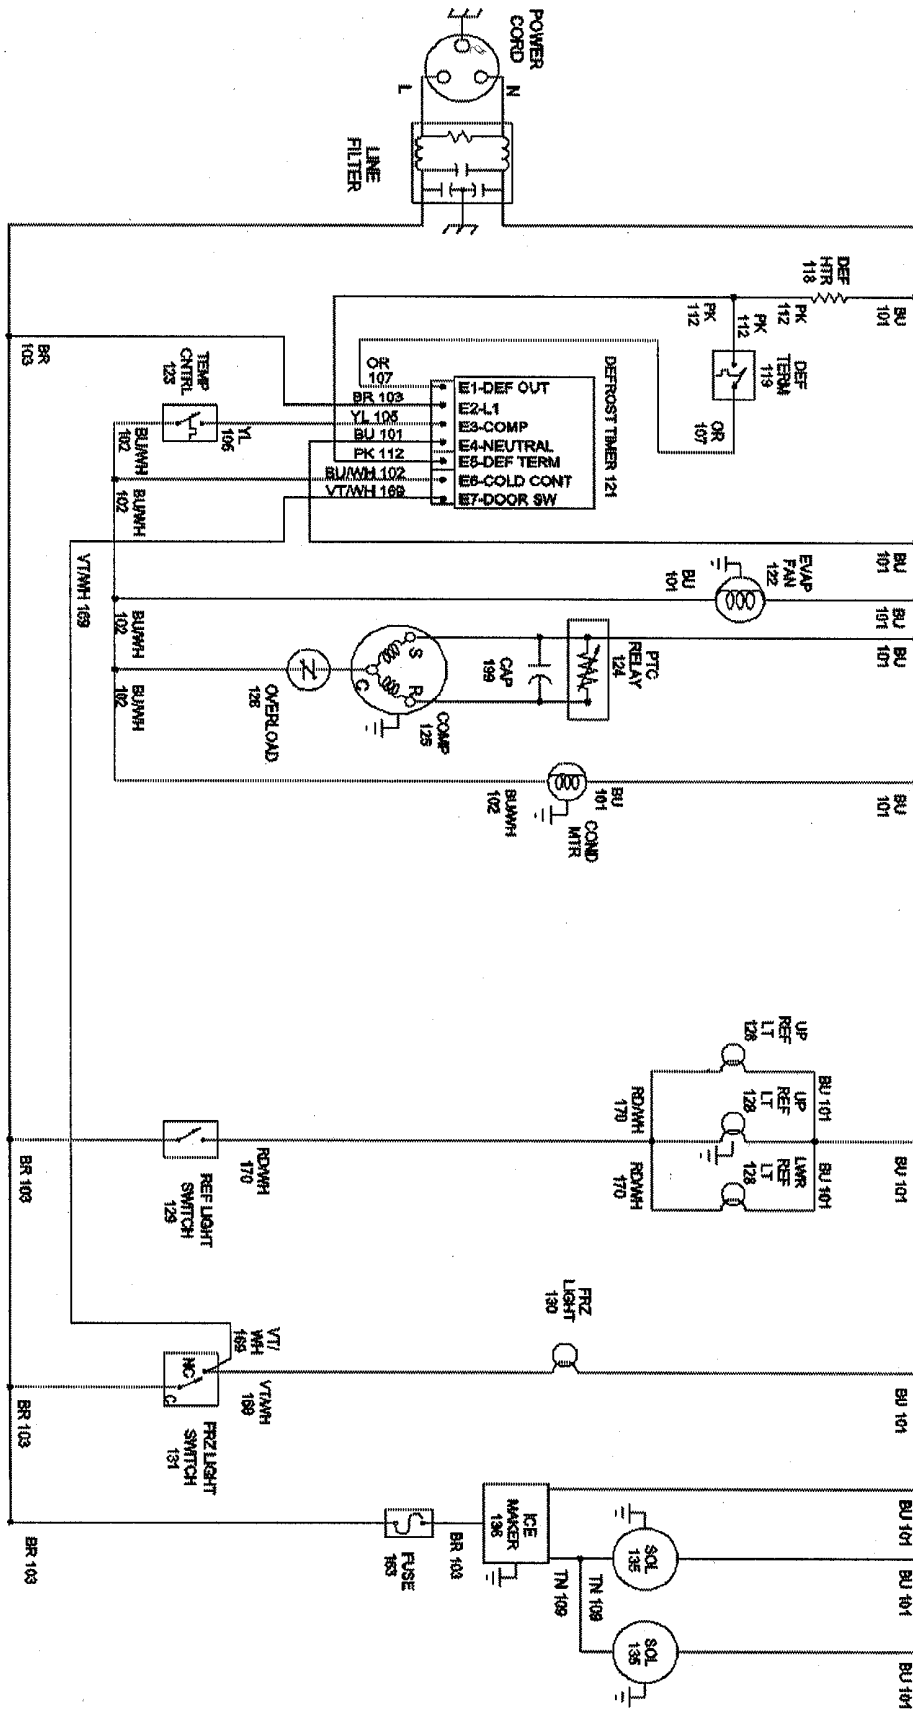 POWER
CORD
L
N
LINE
FILTER
DEF
HTR
118
PK
112
BU
101
PK
112
PK
112
DEF
TERM
119
OR
107
BR
103
TEMP
CNTRL
123
YL
105
BU/WH
102
OR
107
BR 103
YL 105
BU 101
PK 112
BU/WH 102
VT/WH 169
E1-DEF OUT
E2-L1
E3-COMP
E4-NEUTRAL
E5-DEF TERM
E6-COLD CONT
E7-DOOR SW
DEFROST TIMER 121
BU/WH
102
VT/WH 169
BU
101
EVAP
FAN
122
BU
101
BU
101
BU/WH
102
PTC
RELAY
124
BU
101
CAP
199
S
R
C
COMP
125
OVERLOAD
126
BU/WH
102
BU
101
BU/WH
102
COND
MTR
BU
101
UP
REF
LT
128
BU 101
UP
REF
LT
128
LWR
REF
LT
128
BU 101
BU 101
RD/WH
170
RD/WH
170
RD/WH
170
REF LIGHT
SWITCH
129
BR 103
FRZ
LIGHT
130
BU 101
VT/
WH
169
VT/WH
169
NC
C
FRZ LIGHT
SWITCH
131
BR 103
BR 103
FUSE
163
BR 103
ICE
MAKER
136
TN 109
TN 109
SOL
135
SOL
135
BU 101
BU 101
BU 101